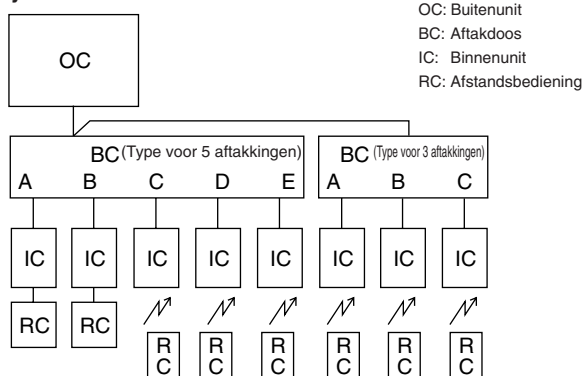 OC: Buitenunit
BC: Aftakdoos
IC: Binnenunit
RC: Afstandsbediening
OC
BC (Type voor 5 aftakkingen)
BC (Type voor 3 aftakkingen)
A B C D E A B C
IC IC IC IC IC IC IC IC
RC RC
R R R R R R
C C C C C C